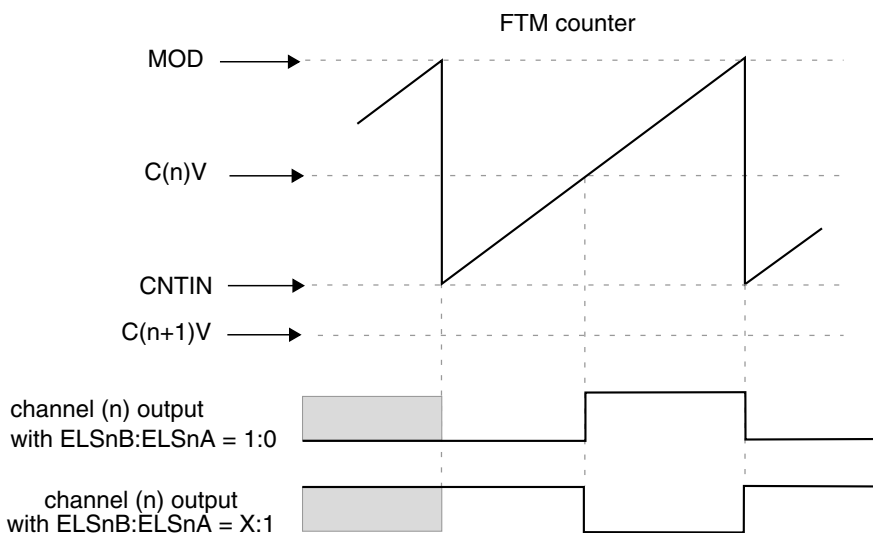 FTM counter
MOD
C(n)V
CNTIN
C(n+1)V
channel (n) output
with ELSnB:ELSnA = 1:0
channel (n) output
with ELSnB:ELSnA = X:1